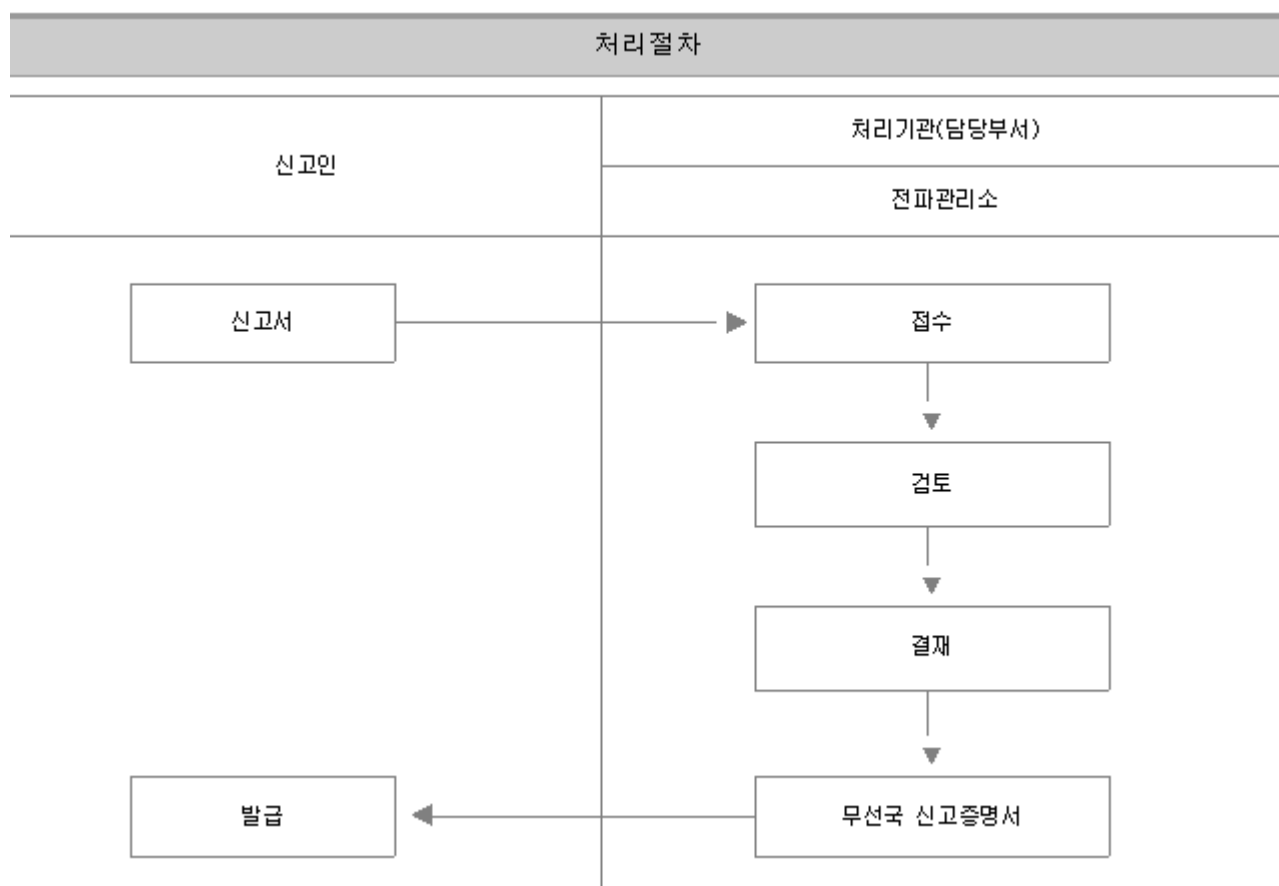 처리절차
신고인
처리기관(담당부서)
전파관리소
신고서
접수
검토
결재
발급
무선국 신고증명서